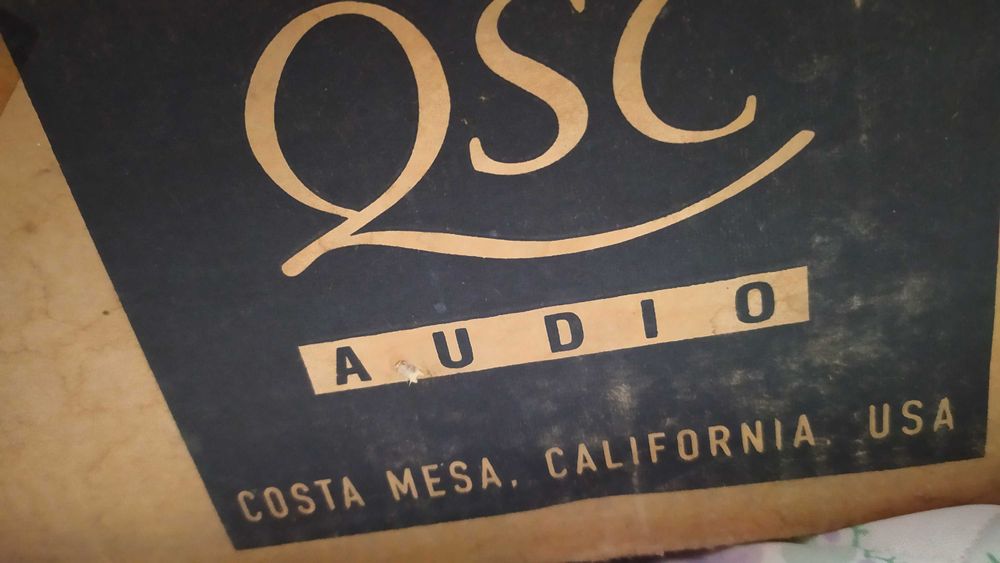 QSC
AUDIO
COSTA MESA, CALIFORNIA USA